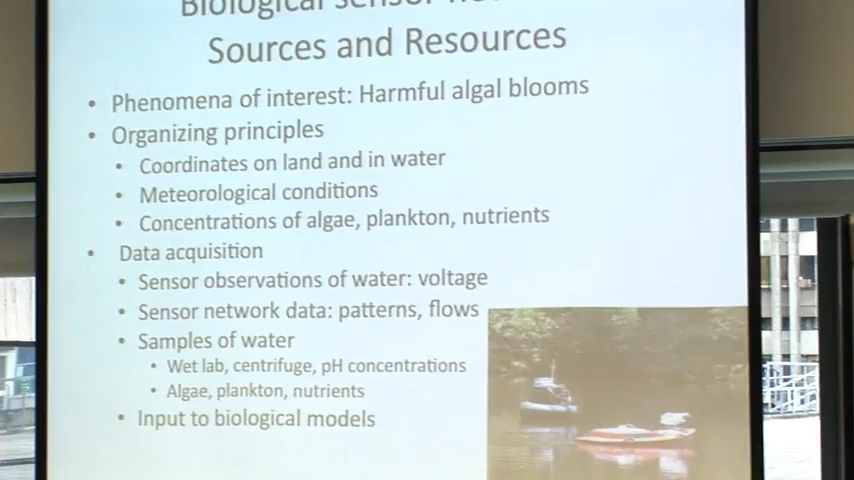 Biological sensor
Sources and Resources
• Phenomena of interest: Harmful algal blooms
• Organizing principles
• Coordinates on land and in water
• Meteorological conditions
• Concentrations of algae, plankton, nutrients
• Data acquisition
• Sensor observations of water: voltage
• Sensor network data: patterns, flows
• Samples of water
• Wet lab, centrifuge, pH concentrations
• Algae, plankton, nutrients
• Input to biological models